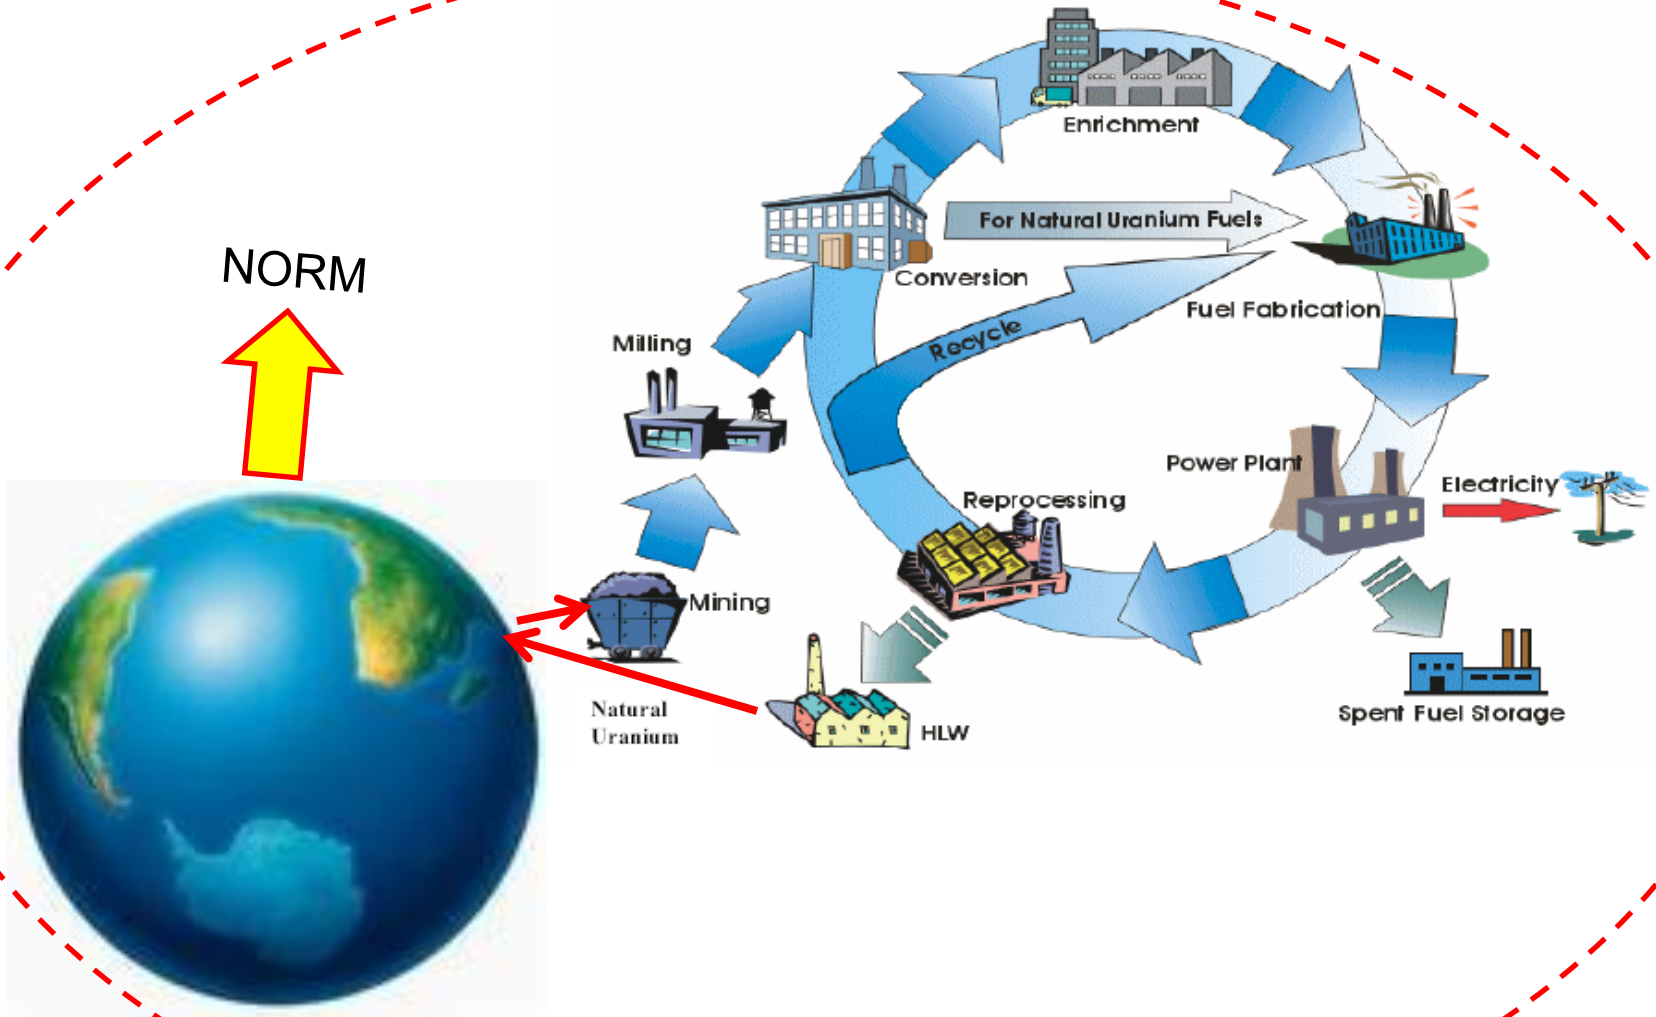 Enrichment
For Natural Uranium Fuels
NORM
Conversion
Fuel Fabrication
Recycle
Milling
Power Plant
Electricity
Reprocessing
Mining
Natural
Uranium
Spent Fuel Storage
HLW